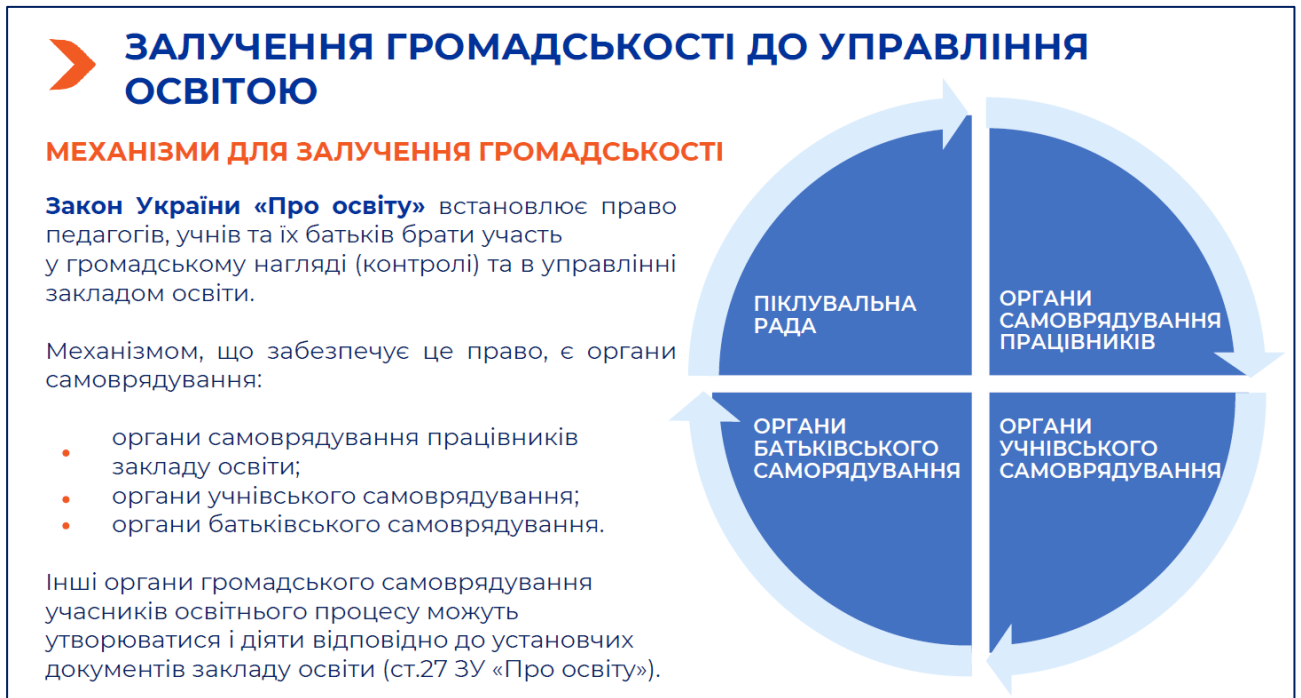 ЗАЛУЧЕННЯ ГРОМАДСЬКОСТІ ДО УПРАВЛІННЯ
ОСВІТОЮ
МЕХАНІЗМИ ДЛЯ ЗАЛУЧЕННЯ ГРОМАДСЬКОСТІ
Закон України «Про освіту» встановлює право
педагогів, учнів та їх батьків брати участь
у громадському нагляді (контролі) та в управлінні
закладом освіти.
Механізмом, що забезпечує це право, є органи
самоврядування:
• органи самоврядування працівників
закладу освіти;
• органи учнівського самоврядування;
• органи батьківського самоврядування.
Інші органи громадського самоврядування
учасників освітнього процесу можуть
утворюватися і діяти відповідно до установчих
документів закладу освіти (ст.27 ЗУ «Про освіту»).
ПІКЛУВАЛЬНА
РАДА
ОРГАНИ
САМОВРЯДУВАННЯ
ПРАЦІВНИКІВ
ОРГАНИ
БАТЬКІВСЬКОГО
САМОРЯДУВАННЯ
ОРГАНИ
УЧНІВСЬКОГО
САМОВРЯДУВАННЯ